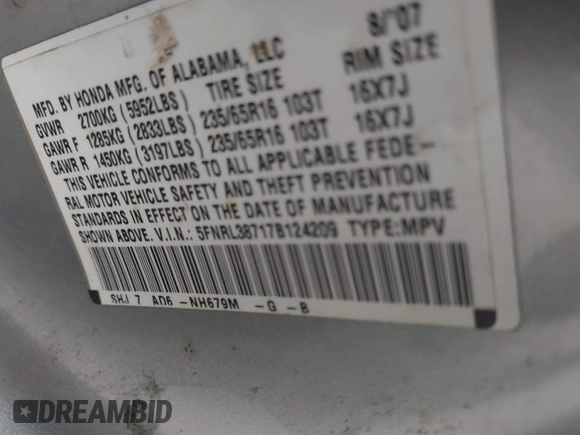 MFD. BY HONDA MFG. OF ALABAMA, LLC 8/'07
GVWR 2700KG (5952LBS) TIRE SIZE RIM SIZE
GAWR F 1285KG (2833LBS) 235/65R16 103T 16X7J
GAWR R 1450KG (3197LBS) 235/65R16 103T 16X7J
THIS VEHICLE CONFORMS TO ALL APPLICABLE FEDE-
RAL MOTOR VEHICLE SAFETY AND THEFT PREVENTION
STANDARDS IN EFFECT ON THE DATE OF MANUFACTURE
SHOWN ABOVE. V.I.N.: 5FNRL38717B124209 TYPE:MPV
SHJ 7 AD6 -NH679M -G -B
DREAMBID